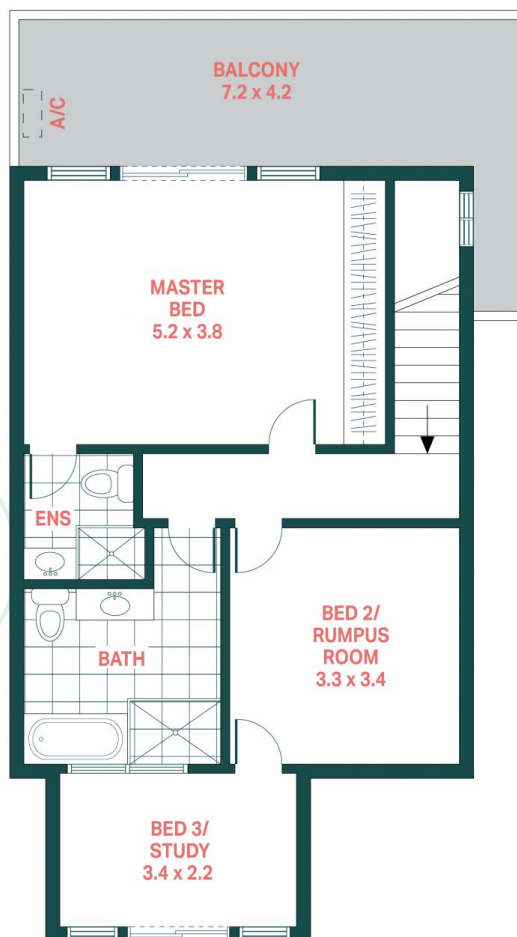 BALCONY
7.2 x 4.2
A/C
MASTER
BED
5.2 x 3.8
ENS
BATH
BED 2/
RUMPUS
ROOM
3.3 x 3.4
BED 3/
STUDY
3.4 x 2.2